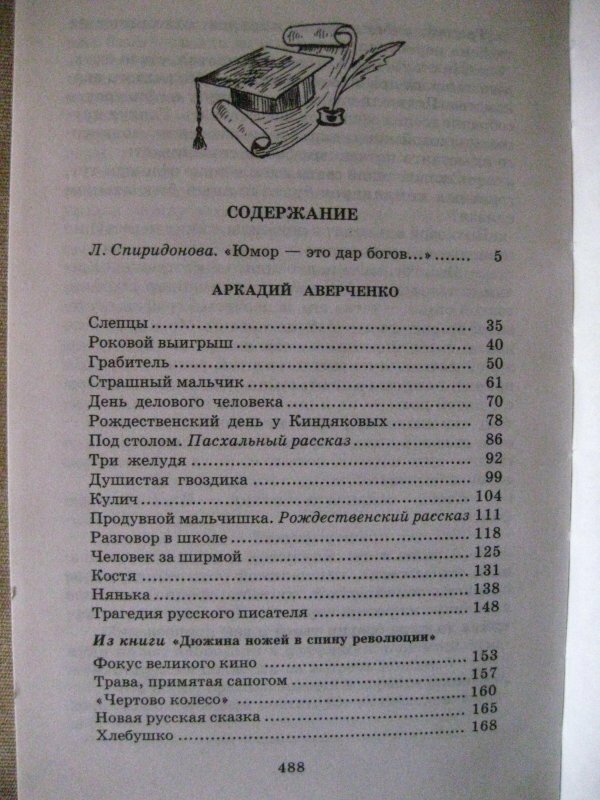 СОДЕРЖАНИЕ
Л. Спиридонова. «Юмор — это дар богов...» ....... 5
АРКАДИЙ АВЕРЧЕНКО
Слепцы ........ 35
Роковой выигрыш ........ 40
Грабитель ........ 50
Страшный мальчик ........ 61
День делового человека ........ 70
Рождественский день у Киндяковых ........ 78
Под столом. Пасхальный рассказ ........ 86
Три желудя ........ 92
Душистая гвоздика ........ 99
Кулич ........ 104
Продувной мальчишка. Рождественский рассказ 111
Разговор в школе ........ 118
Человек за ширмой ........ 125
Костя ........ 131
Нянька ........ 138
Трагедия русского писателя ........ 148
Из книги «Дюжина ножей в спину революции»
Фокус великого кино ........ 153
Трава, примятая сапогом ........ 157
«Чертово колесо» ........ 160
Новая русская сказка ........ 165
Хлебушко ........ 168
488